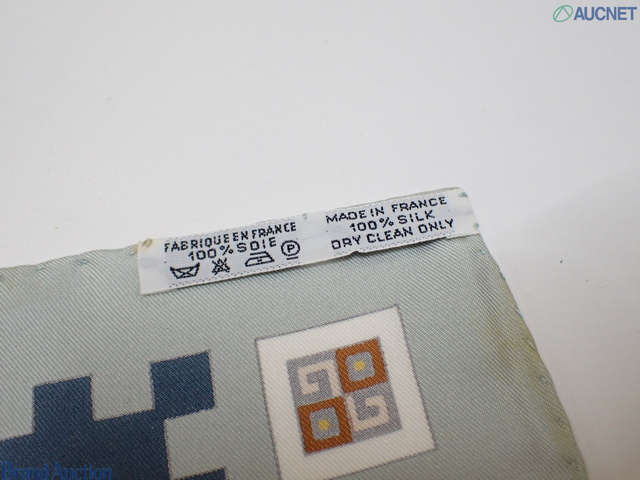 AUCNET
FABRIQUE EN FRANCE
100% SOIE
MADE IN FRANCE
100% SILK
DRY CLEAN ONLY
Brand Auction